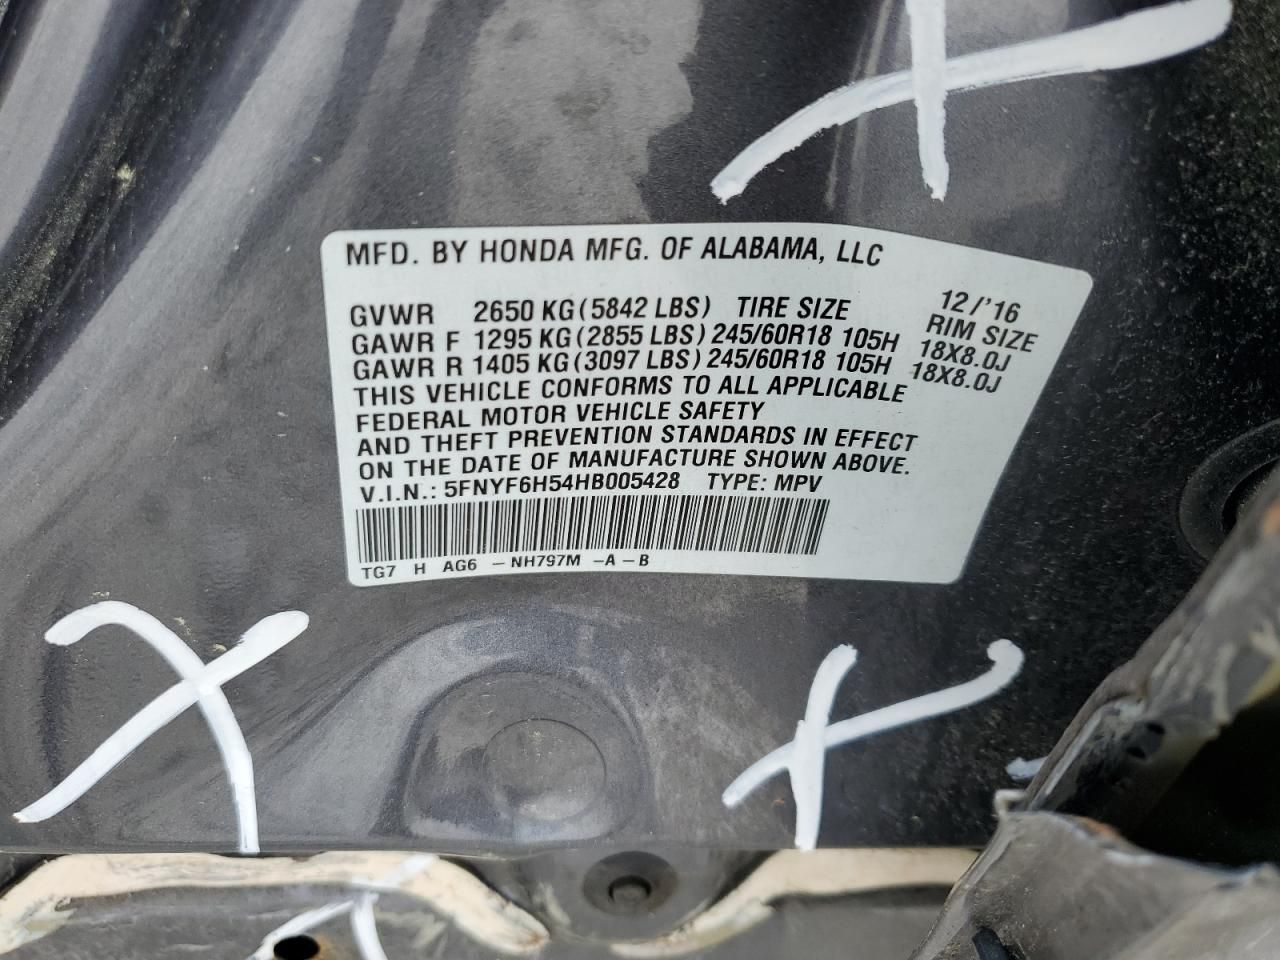 MFD. BY HONDA MFG. OF ALABAMA, LLC
12/'16
GVWR 2650 KG (5842 LBS) TIRE SIZE RIM SIZE
GAWR F 1295 KG (2855 LBS) 245/60R18 105H 18X8.0J
GAWR R 1405 KG (3097 LBS) 245/60R18 105H 18X8.0J
THIS VEHICLE CONFORMS TO ALL APPLICABLE
FEDERAL MOTOR VEHICLE SAFETY
AND THEFT PREVENTION STANDARDS IN EFFECT
ON THE DATE OF MANUFACTURE SHOWN ABOVE.
V.I.N.: 5FNYF6H54HB005428 TYPE: MPV
TG7 H AG6 -NH797M -A-B